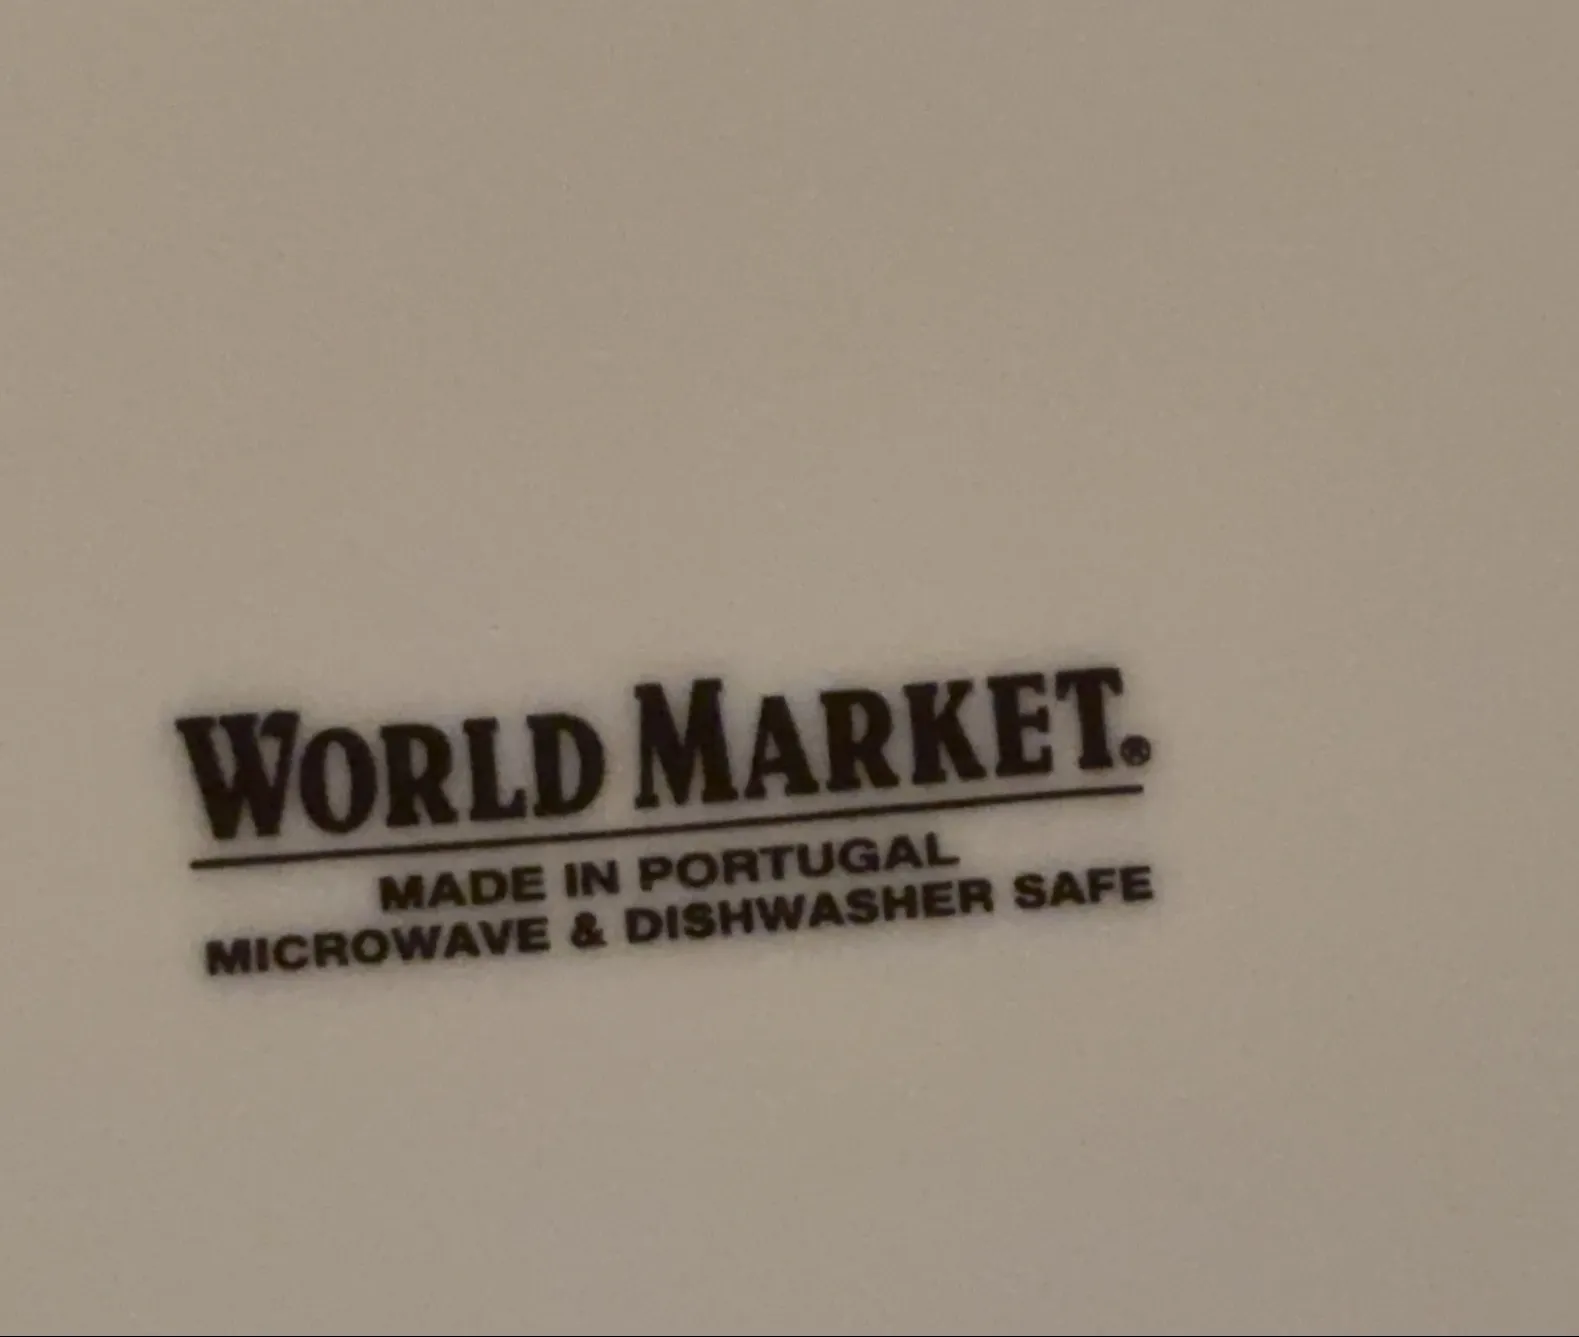 WORLD MARKET®
MADE IN PORTUGAL
MICROWAVE & DISHWASHER SAFE